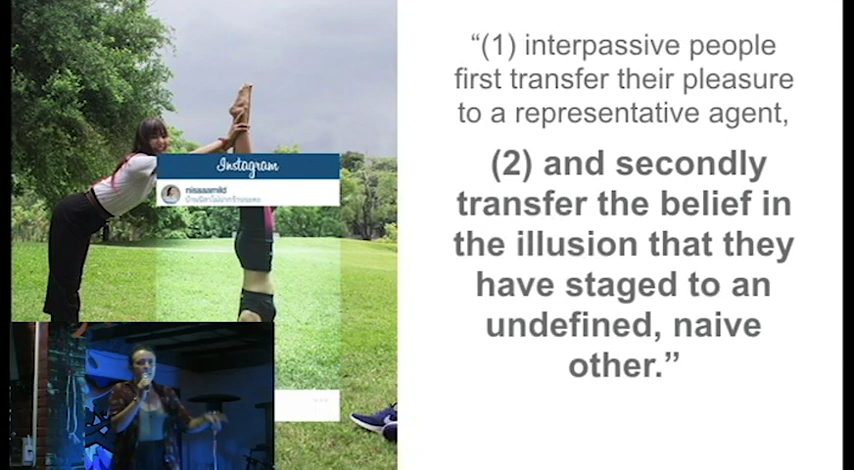 “(1) interpassive people
first transfer their pleasure
to a representative agent,
(2) and secondly
transfer the belief in
the illusion that they
have staged to an
undefined, naive
other.”
Instagram
nisaaamild